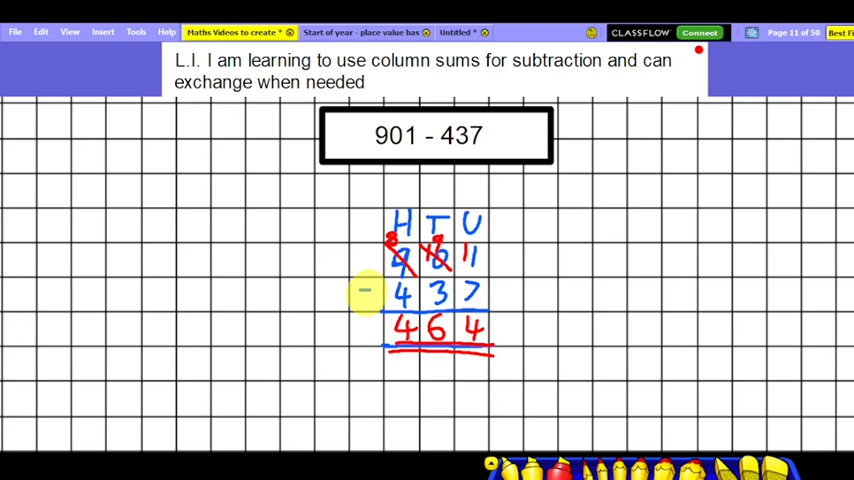 File Edit View Insert Tools Help Maths Videos to create * Start of year - place value bas Untitled * CLASSFLOW Connect Page 11 of 50 Best Fi
L.I. I am learning to use column sums for subtraction and can
exchange when needed
901 - 437
H T U
8 9
9 10 11
- 4 3 7
4 6 4